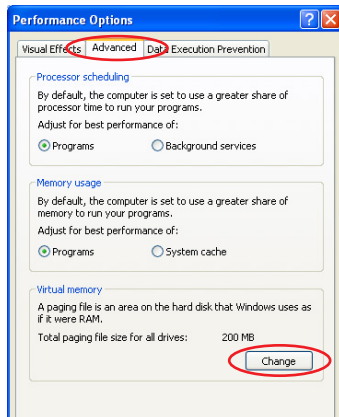 Performance Options
Visual Effects Advanced Data Execution Prevention
Processor scheduling
By default, the computer is set to use a greater share of
processor time to run your programs.
Adjust for best performance of:
Programs Background services
Memory usage
By default, the computer is set to use a greater share of
memory to run your programs.
Adjust for best performance of:
Programs System cache
Virtual memory
A paging file is an area on the hard disk that Windows uses as
if it were RAM.
Total paging file size for all drives: 200 MB
Change